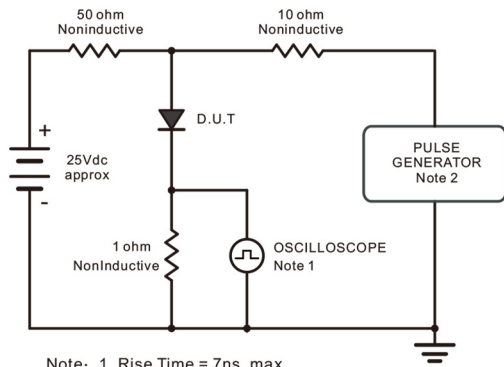 50 ohm
Noninductive
10 ohm
Noninductive
D.U.T
+
25Vdc
approx
-
PULSE
GENERATOR
Note 2
1 ohm
NonInductive
OSCILLOSCOPE
Note 1
Note: 1. Rise Time = 7ns, max.